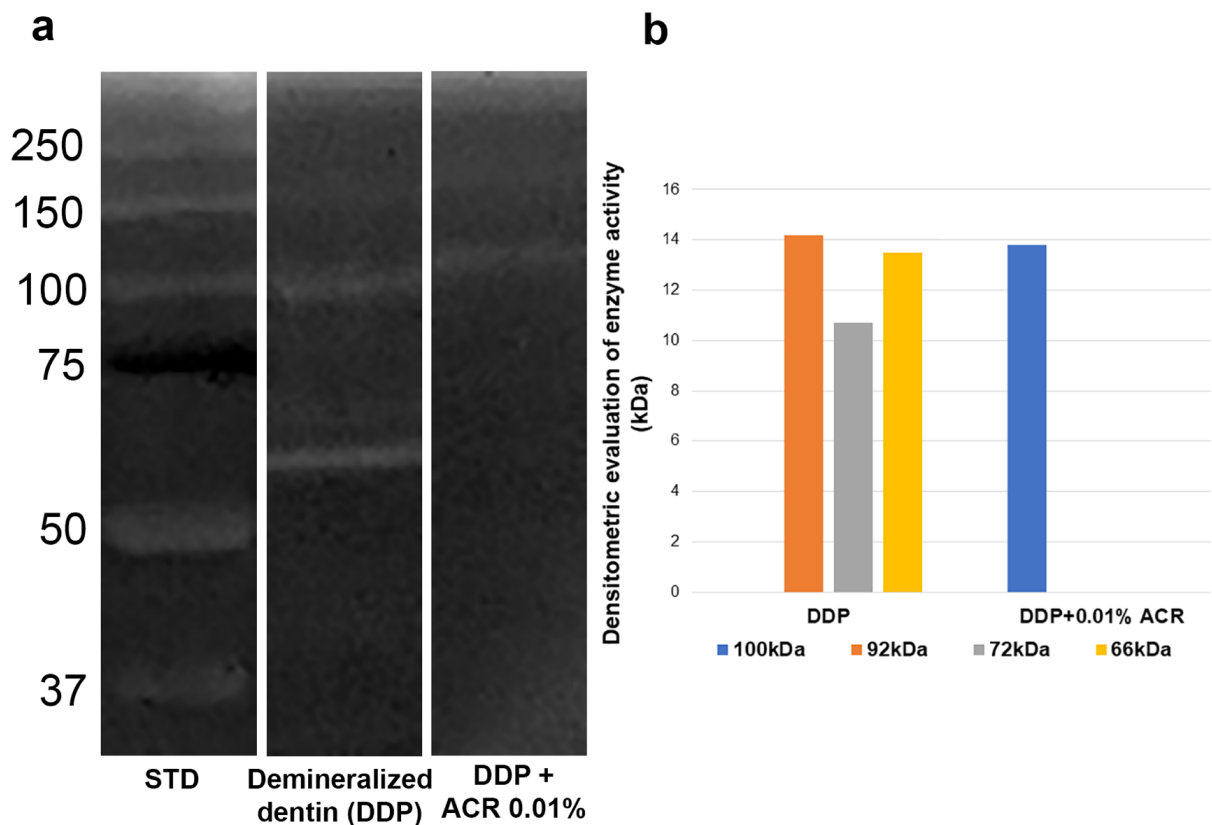 a
250
150
100
75
50
37
STD
Demineralized
dentin (DDP)
DDP +
ACR 0.01%
b
Densitometric evaluation of enzyme activity
(kDa)
16
14
12
10
8
6
4
2
0
DDP
DDP+0.01% ACR
100kDa
92kDa
72kDa
66kDa